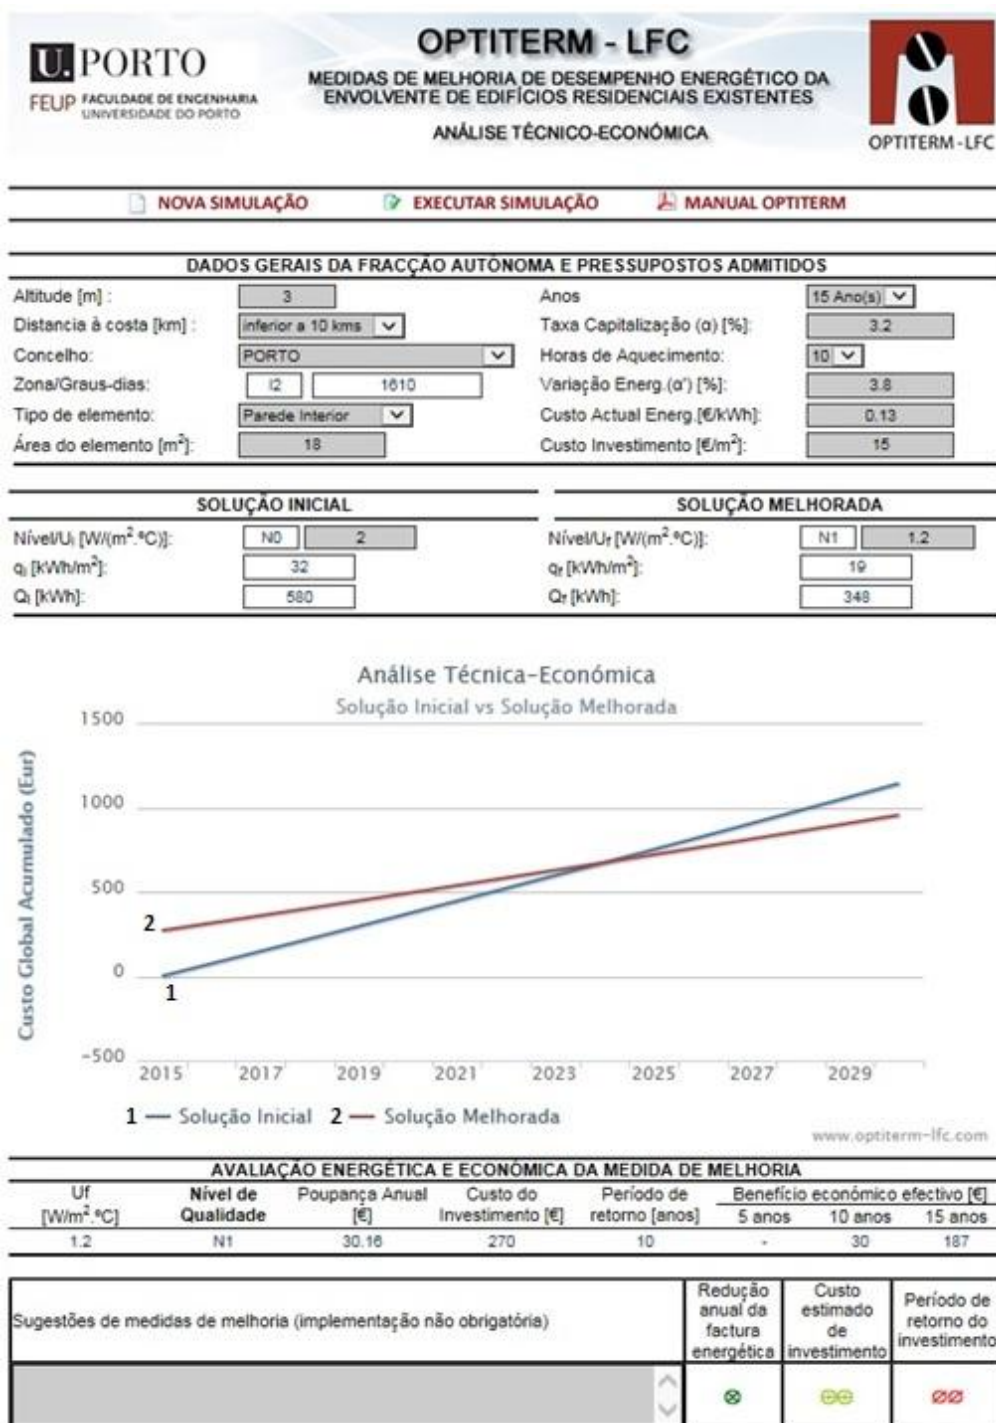 U. PORTO
FEUP FACULDADE DE ENGENHARIA
UNIVERSIDADE DO PORTO
OPTITERM - LFC
MEDIDAS DE MELHORIA DE DESEMPENHO ENERGÉTICO DA
ENVOLVENTE DE EDIFÍCIOS RESIDENCIAIS EXISTENTES
ANÁLISE TÉCNICO-ECONÓMICA
OPTITERM-LFC
NOVA SIMULAÇÃO EXECUTAR SIMULAÇÃO MANUAL OPTITERM
DADOS GERAIS DA FRACÇÃO AUTÓNOMA E PRESSUPOSTOS ADMITIDOS
Altitude [m] : 3 Anos 15 Ano(s)
Distancia à costa [km] : inferior a 10 kms Taxa Capitalização (α) [%]: 3.2
Concelho: PORTO Horas de Aquecimento: 10
Zona/Graus-dias: I2 1610 Variação Energ.(α') [%]: 3.8
Tipo de elemento: Parede Interior Custo Actual Energ.[€/kWh]: 0.13
Área do elemento [m²]: 18 Custo Investimento [€/m²]: 15
SOLUÇÃO INICIAL SOLUÇÃO MELHORADA
Nível/Uᵢ [W/(m².ºC)]: N0 2 Nível/Uf [W/(m².ºC)]: N1 1.2
qᵢ [kWh/m²]: 32 qf [kWh/m²]: 19
Qᵢ [kWh]: 580 Qf [kWh]: 348
Análise Técnica-Económica
Solução Inicial vs Solução Melhorada
Custo Global Acumulado (Eur)
1500
1000
500
0
-500
2
1
2015 2017 2019 2021 2023 2025 2027 2029
1 Solução Inicial 2 Solução Melhorada
www.optiterm-lfc.com
AVALIAÇÃO ENERGÉTICA E ECONÓMICA DA MEDIDA DE MELHORIA
Uf Nível de Poupança Anual Custo do Período de Benefício económico efectivo [€]
[W/m².ºC] Qualidade [€] Investimento [€] retorno [anos] 5 anos 10 anos 15 anos
1.2 N1 30.16 270 10 - 30 187
Sugestões de medidas de melhoria (implementação não obrigatória)
Redução
anual da
factura
energética
Custo
estimado
de
investimento
Período de
retorno do
investimento